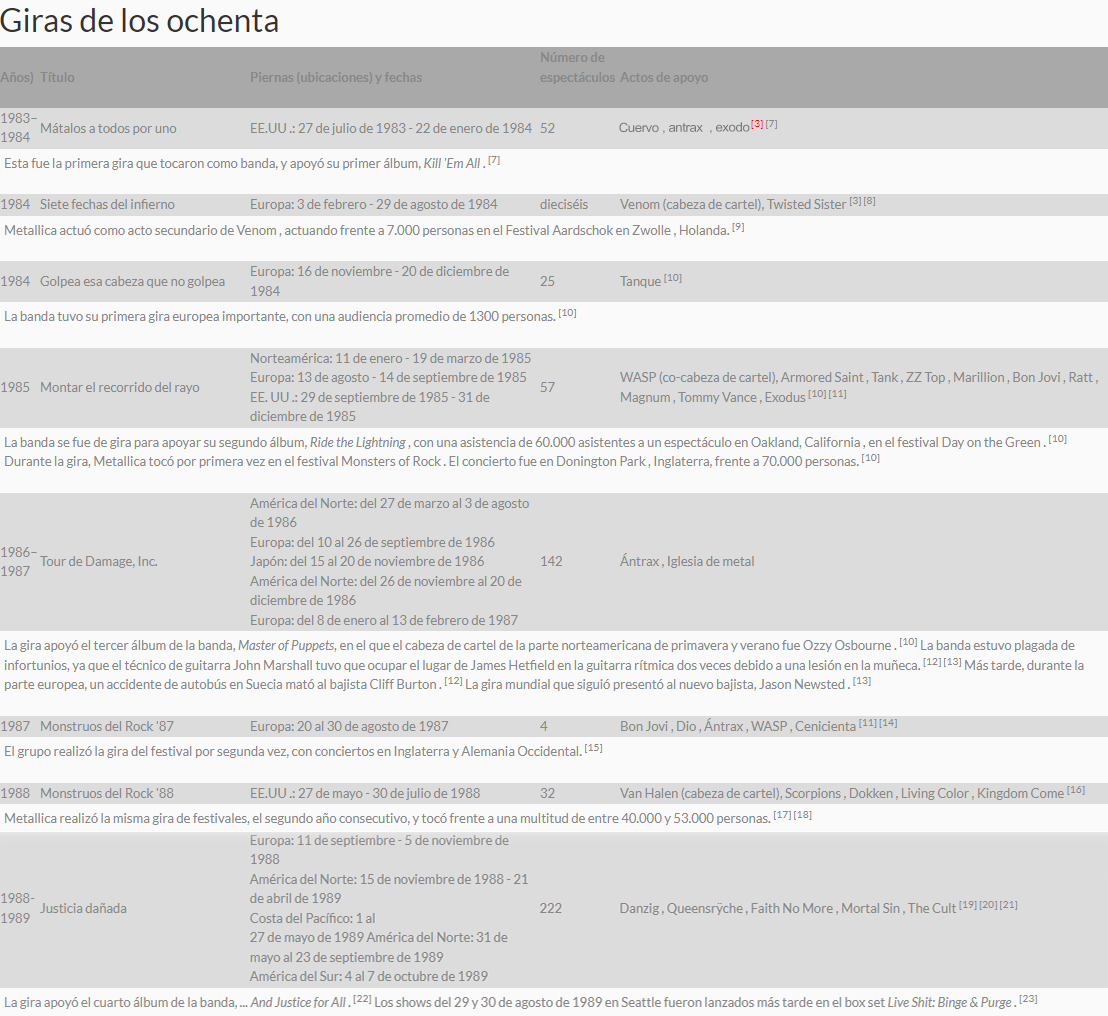 Giras de los ochenta
Número de
Años) Título Piernas (ubicaciones) y fechas espectáculos Actos de apoyo
1983–
1984 Mátalos a todos por uno EE.UU .: 27 de julio de 1983 - 22 de enero de 1984 52 Cuervo , antrax , exodo [3] [7]
Esta fue la primera gira que tocaron como banda, y apoyó su primer álbum, Kill 'Em All . [7]
1984 Siete fechas del infierno Europa: 3 de febrero - 29 de agosto de 1984 dieciséis Venom (cabeza de cartel), Twisted Sister [3] [8]
Metallica actuó como acto secundario de Venom , actuando frente a 7.000 personas en el Festival Aardschok en Zwolle , Holanda. [9]
1984 Golpea esa cabeza que no golpea Europa: 16 de noviembre - 20 de diciembre de
1984 25 Tanque [10]
La banda tuvo su primera gira europea importante, con una audiencia promedio de 1300 personas. [10]
Norteamérica: 11 de enero - 19 de marzo de 1985
1985 Montar el recorrido del rayo Europa: 13 de agosto - 14 de septiembre de 1985 57 WASP (co-cabeza de cartel), Armored Saint , Tank , ZZ Top , Marillion , Bon Jovi , Ratt ,
EE. UU .: 29 de septiembre de 1985 - 31 de Magnum , Tommy Vance , Exodus [10] [11]
diciembre de 1985
La banda se fue de gira para apoyar su segundo álbum, Ride the Lightning , con una asistencia de 60.000 asistentes a un espectáculo en Oakland, California , en el festival Day on the Green . [10]
Durante la gira, Metallica tocó por primera vez en el festival Monsters of Rock . El concierto fue en Donington Park , Inglaterra, frente a 70.000 personas. [10]
América del Norte: del 27 de marzo al 3 de agosto
de 1986
Europa: del 10 al 26 de septiembre de 1986
1986–
1987 Tour de Damage, Inc. Japón: del 15 al 20 de noviembre de 1986 142 Ántrax , Iglesia de metal
América del Norte: del 26 de noviembre al 20 de
diciembre de 1986
Europa: del 8 de enero al 13 de febrero de 1987
La gira apoyó el tercer álbum de la banda, Master of Puppets, en el que el cabeza de cartel de la parte norteamericana de primavera y verano fue Ozzy Osbourne . [10] La banda estuvo plagada de
infortunios, ya que el técnico de guitarra John Marshall tuvo que ocupar el lugar de James Hetfield en la guitarra rítmica dos veces debido a una lesión en la muñeca. [12] [13] Más tarde, durante la
parte europea, un accidente de autobús en Suecia mató al bajista Cliff Burton . [12] La gira mundial que siguió presentó al nuevo bajista, Jason Newsted . [13]
1987 Monstruos del Rock '87 Europa: 20 al 30 de agosto de 1987 4 Bon Jovi , Dio , Ántrax , WASP , Cenicienta [11] [14]
El grupo realizó la gira del festival por segunda vez, con conciertos en Inglaterra y Alemania Occidental. [15]
1988 Monstruos del Rock '88 EE.UU .: 27 de mayo - 30 de julio de 1988 32 Van Halen (cabeza de cartel), Scorpions , Dokken , Living Color , Kingdom Come [16]
Metallica realizó la misma gira de festivales, el segundo año consecutivo, y tocó frente a una multitud de entre 40.000 y 53.000 personas. [17] [18]
Europa: 11 de septiembre - 5 de noviembre de
1988
América del Norte: 15 de noviembre de 1988 - 21
de abril de 1989
1988-
1989 Justicia dañada Costa del Pacífico: 1 al 222 Danzig , Queensrÿche , Faith No More , Mortal Sin , The Cult [19] [20] [21]
27 de mayo de 1989 América del Norte: 31 de
mayo al 23 de septiembre de 1989
América del Sur: 4 al 7 de octubre de 1989
La gira apoyó el cuarto álbum de la banda, ... And Justice for All . [22] Los shows del 29 y 30 de agosto de 1989 en Seattle fueron lanzados más tarde en el box set Live Shit: Binge & Purge . [23]